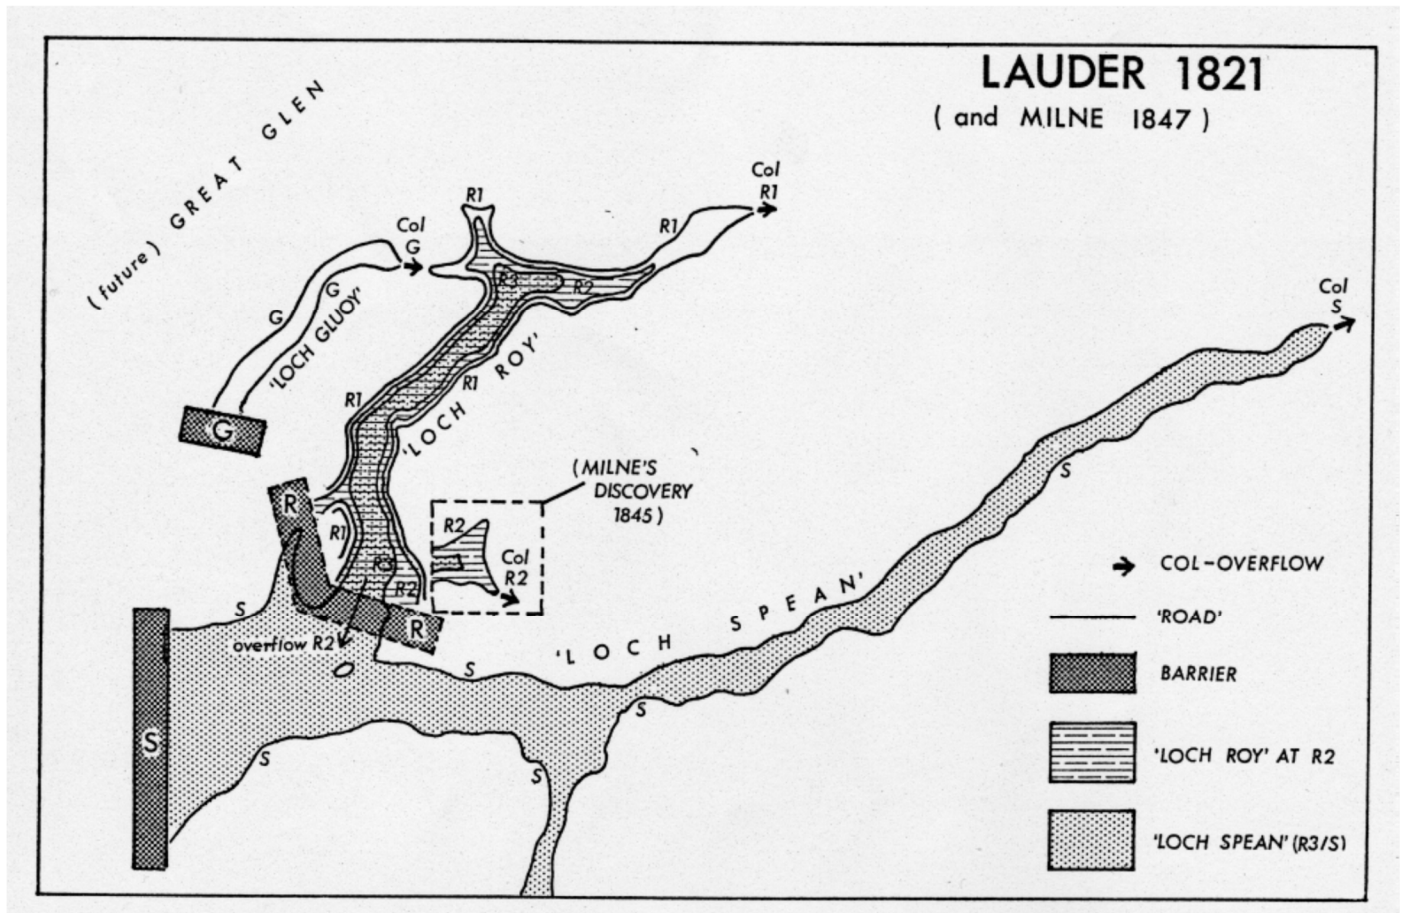 LAUDER 1821
( and MILNE 1847 )
(future) GREAT GLEN
Col
R1
R1
R1
Col
G
G
G
'LOCH GLUOY'
R3
R2
Col
S
R1
R1
'LOCH ROY'
G
(MILNE'S
DISCOVERY
1845)
S
R
R1
R2
Col
R2
R3
R2
COL-OVERFLOW
S
R
'ROAD'
overflow R2
'LOCH SPEAN'
S
BARRIER
S
S
S
S
'LOCH ROY' AT R2
'LOCH SPEAN' (R3/S)